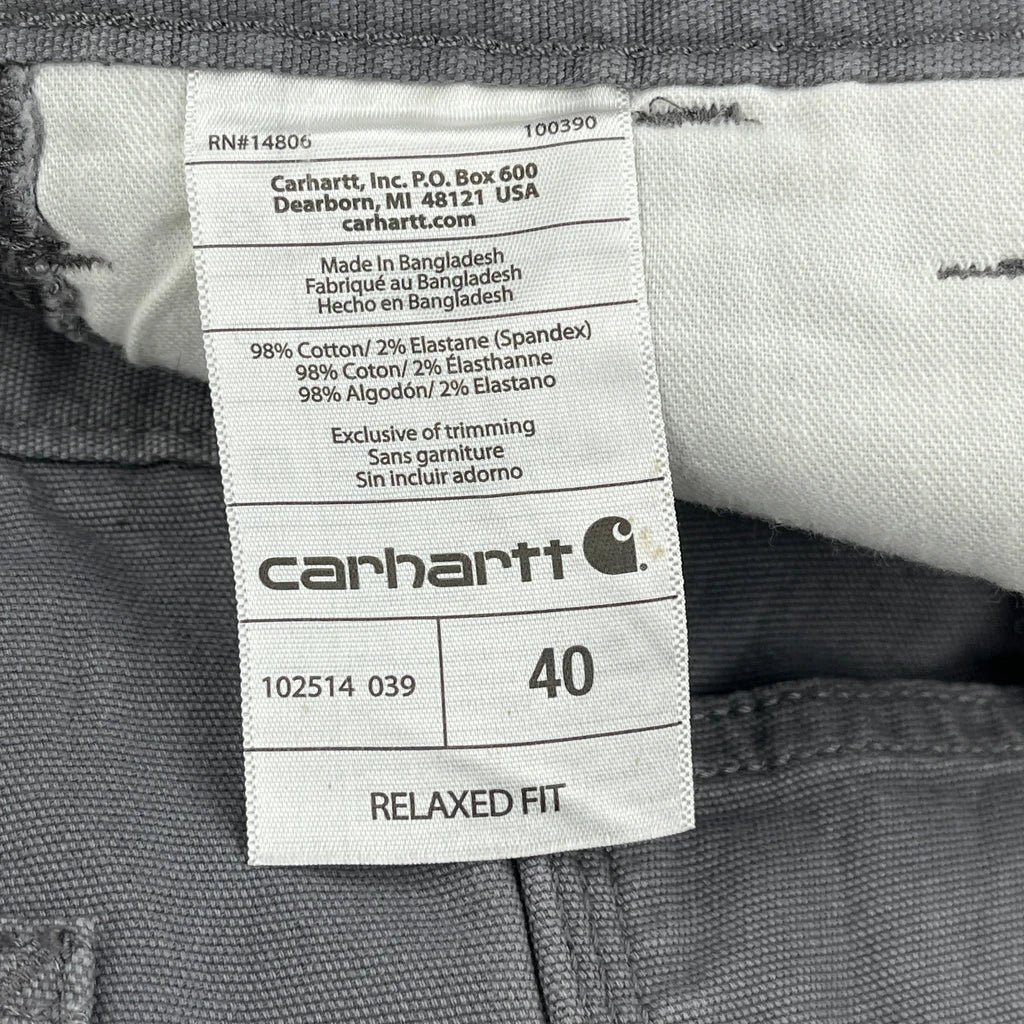 RN#14806 100390
Carhartt, Inc. P.O. Box 600
Dearborn, MI 48121 USA
carhartt.com
Made In Bangladesh
Fabriqué au Bangladesh
Hecho en Bangladesh
98% Cotton/ 2% Elastane (Spandex)
98% Coton/ 2% Élasthanne
98% Algodón/ 2% Elastano
Exclusive of trimming
Sans garniture
Sin incluir adorno
carhartt
102514 039
40
RELAXED FIT